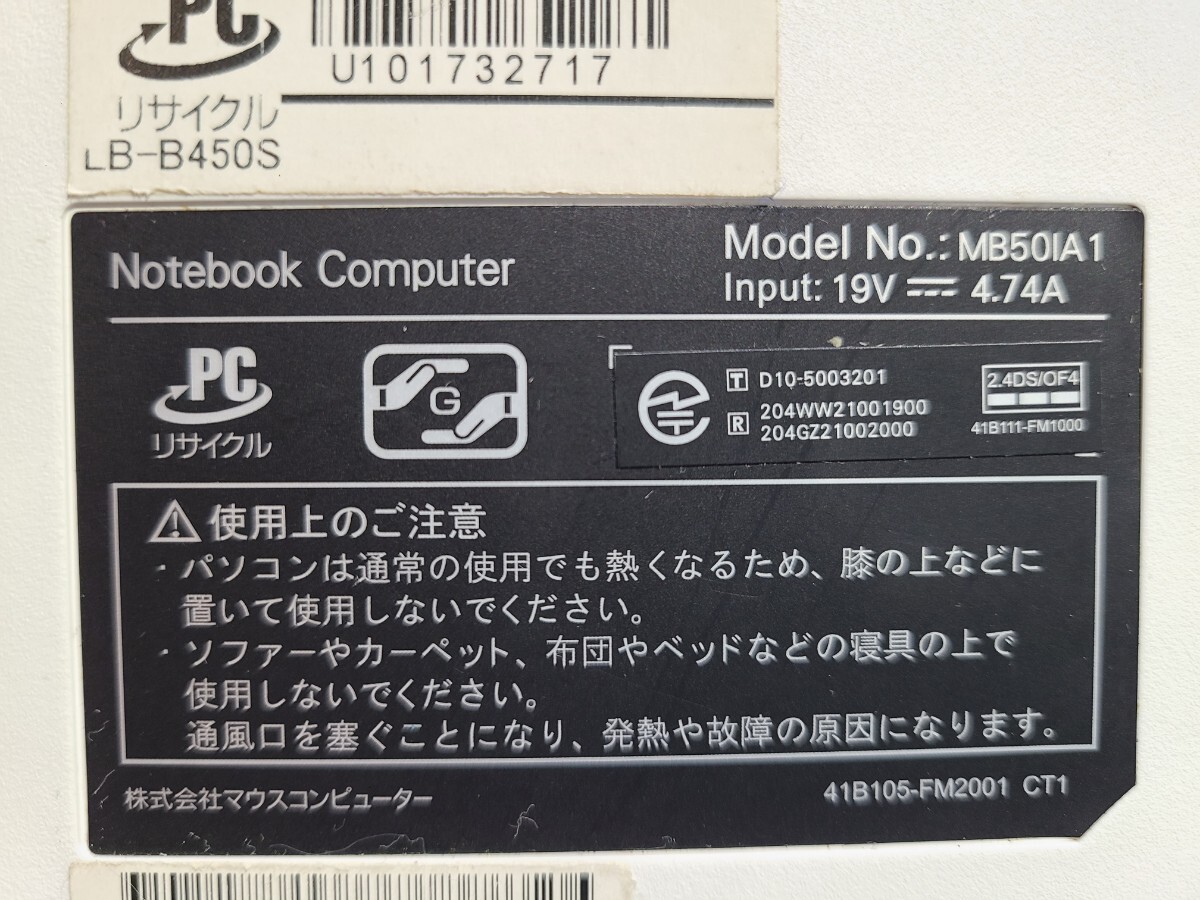 PC
U101732717
リサイクル
LB-B450S
Notebook Computer
Model No.: MB50IA1
Input: 19V ⎓ 4.74A
PC
リサイクル
G
T D10-5003201
R 204WW21001900
204GZ21002000
2.4DS/OF4
41B111-FM1000
⚠使用上のご注意
・パソコンは通常の使用でも熱くなるため、膝の上などに
置いて使用しないでください。
・ソファーやカーペット、布団やベッドなどの寝具の上で
使用しないでください。
通風口を塞ぐことになり、発熱や故障の原因になります。
株式会社マウスコンピューター
41B105-FM2001 CT1